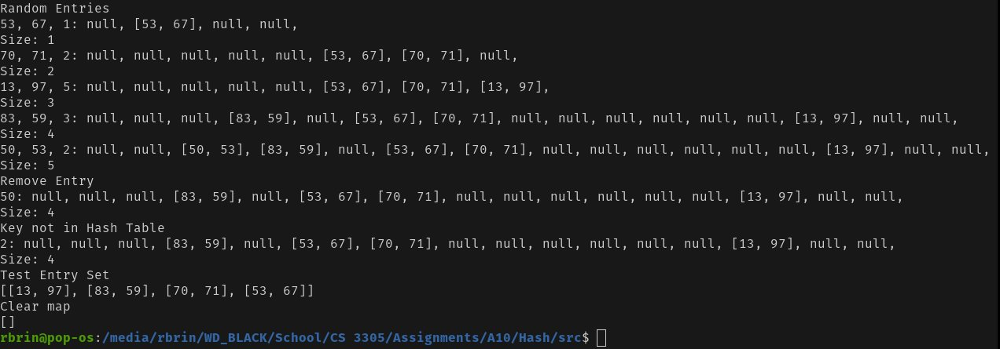 Random Entries
53, 67, 1: null, [53, 67], null, null,
Size: 1
70, 71, 2: null, null, null, null, null, [53, 67], [70, 71], null,
Size: 2
13, 97, 5: null, null, null, null, null, [53, 67], [70, 71], [13, 97],
Size: 3
83, 59, 3: null, null, null, [83, 59], null, [53, 67], [70, 71], null, null, null, null, null, null, [13, 97], null, null,
Size: 4
50, 53, 2: null, null, [50, 53], [83, 59], null, [53, 67], [70, 71], null, null, null, null, null, null, [13, 97], null, null,
Size: 5
Remove Entry
50: null, null, null, [83, 59], null, [53, 67], [70, 71], null, null, null, null, null, null, [13, 97], null, null,
Size: 4
Key not in Hash Table
2: null, null, null, [83, 59], null, [53, 67], [70, 71], null, null, null, null, null, null, [13, 97], null, null,
Size: 4
Test Entry Set
[[13, 97], [83, 59], [70, 71], [53, 67]]
Clear map
[]
rbrin@pop-os:/media/rbrin/WD_BLACK/School/CS 3305/Assignments/A10/Hash/src$